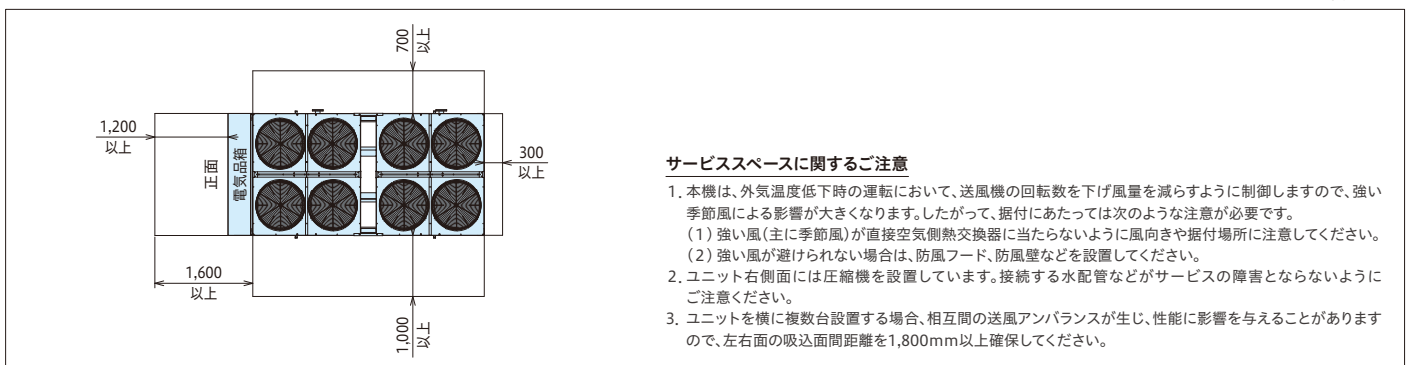 700
以上
1,200
以上
正面
電気品箱
300
以上
1,600
以上
1,000
以上
サービススペースに関するご注意
1. 本機は、外気温度低下時の運転において、送風機の回転数を下げ風量を減らすように制御しますので、強い
季節風による影響が大きくなります。したがって、据付にあたっては次のような注意が必要です。
(1)強い風(主に季節風)が直接空気側熱交換器に当たらないように風向きや据付場所に注意してください。
(2)強い風が避けられない場合は、防風フード、防風壁などを設置してください。
2. ユニット右側面には圧縮機を設置しています。接続する水配管などがサービスの障害とならないように
ご注意ください。
3. ユニットを横に複数台設置する場合、相互間の送風アンバランスが生じ、性能に影響を与えることがあります
ので、左右面の吸込面間距離を1,800mm以上確保してください。